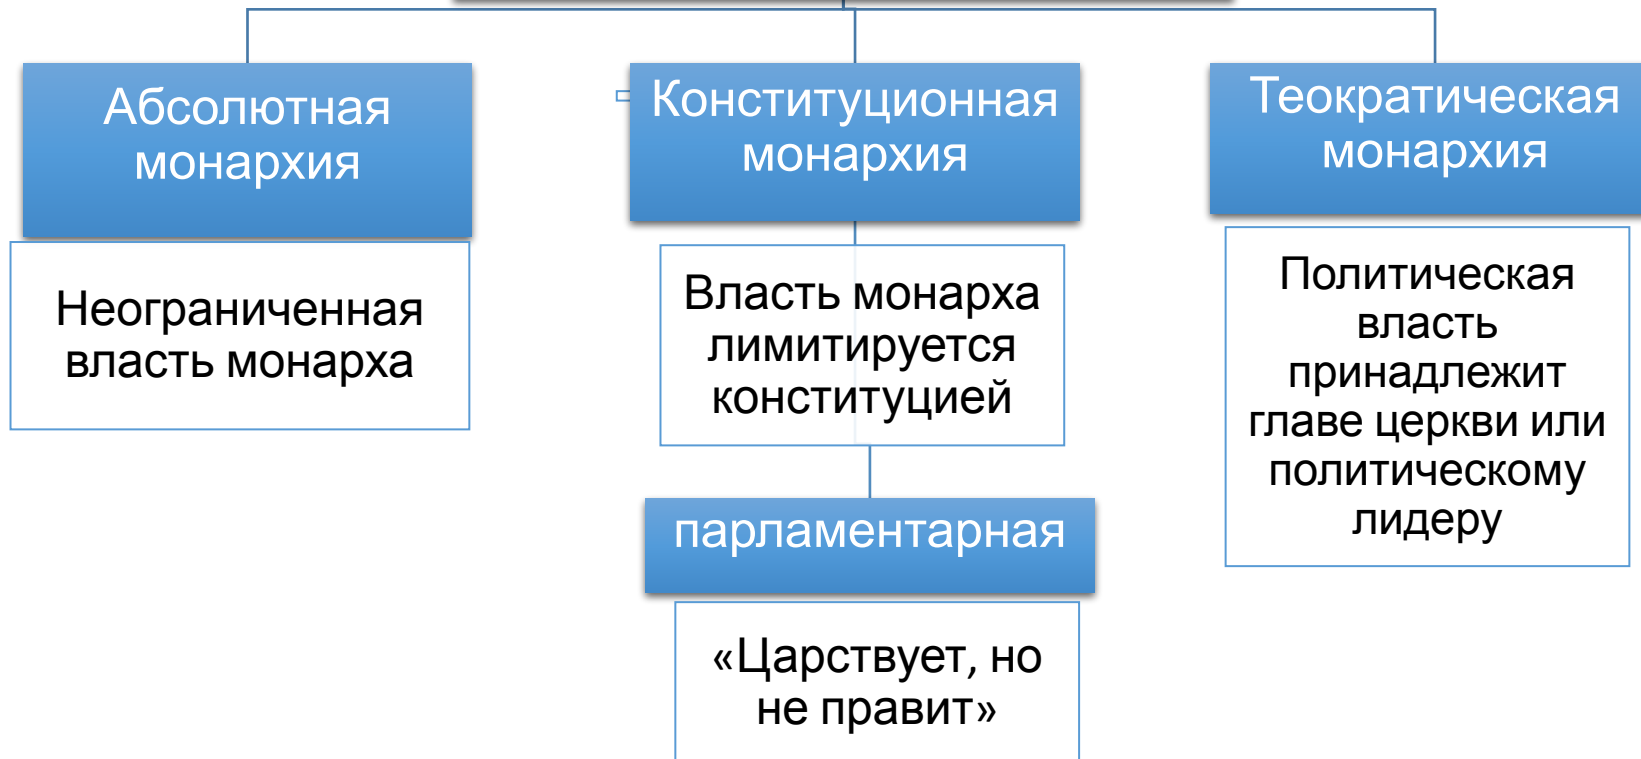 Абсолютная
монархия
Неограниченная
власть монарха
Конституционная
монархия
Власть монарха
лимитируется
конституцией
парламентарная
«Царствует, но
не правит»
Теократическая
монархия
Политическая
власть
принадлежит
главе церкви или
политическому
лидеру